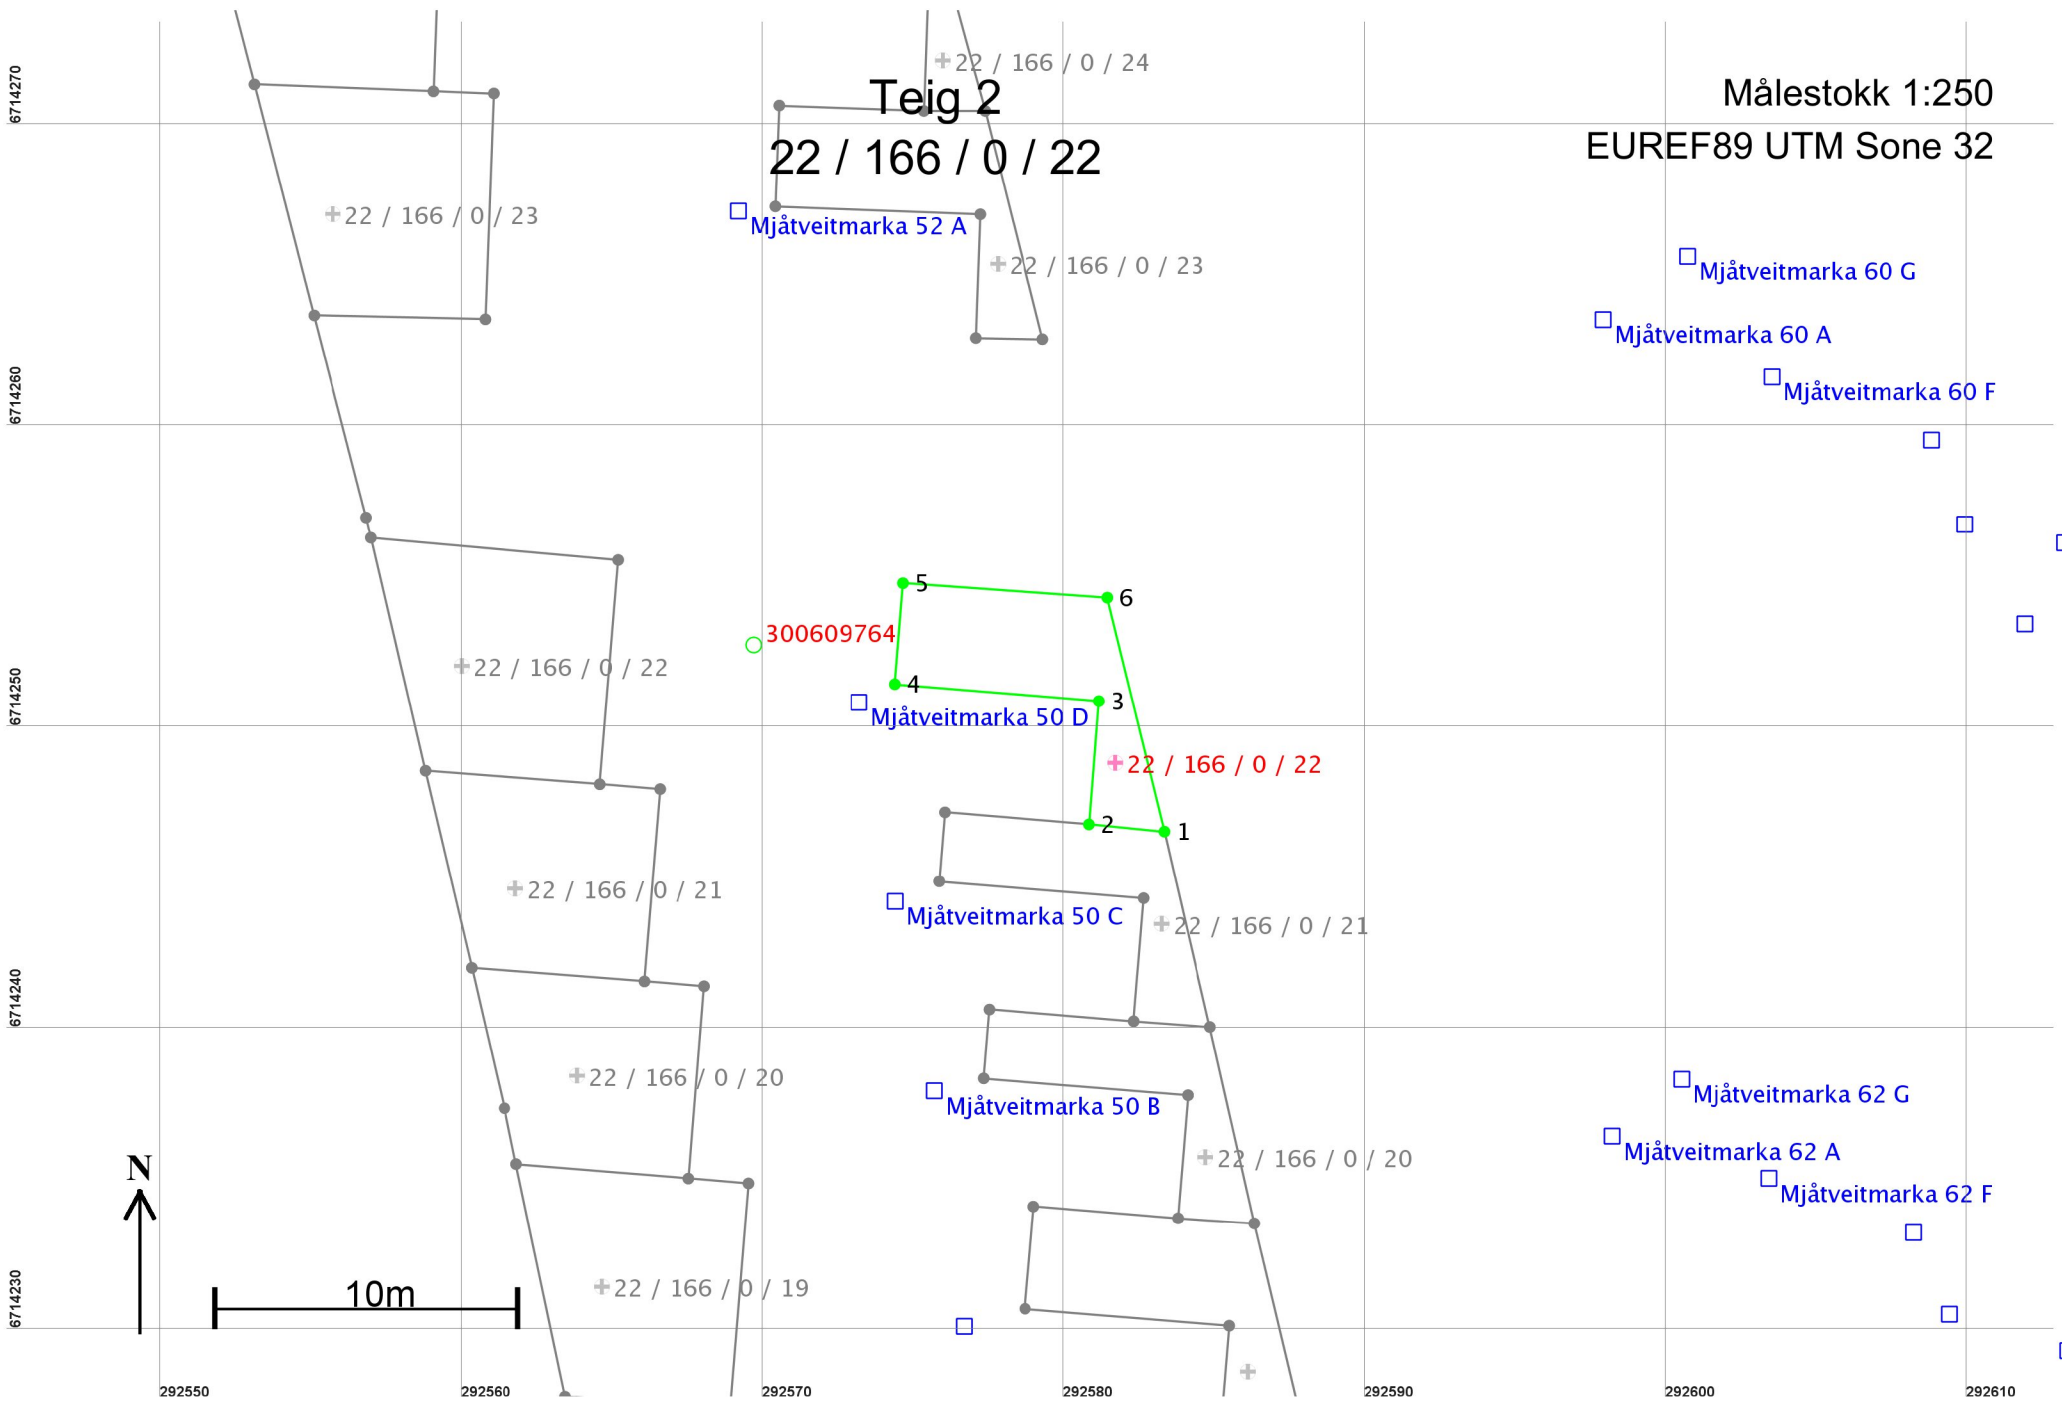 22 / 166 / 0 / 24
6714270
Teig 2
Målestokk 1:250
22 / 166 / 0 / 22
EUREF89 UTM Sone 32
22 / 166 / 0 / 23
Mjåtveitmarka 52 A
22 / 166 / 0 / 23
Mjåtveitmarka 60 G
Mjåtveitmarka 60 A
6714260
Mjåtveitmarka 60 F
5
6
300609764
22 / 166 / 0 / 22
4
3
6714250
Mjåtveitmarka 50 D
22 / 166 / 0 / 22
2
1
22 / 166 / 0 / 21
Mjåtveitmarka 50 C
22 / 166 / 0 / 21
6714240
22 / 166 / 0 / 20
Mjåtveitmarka 50 B
Mjåtveitmarka 62 G
Mjåtveitmarka 62 A
22 / 166 / 0 / 20
N
Mjåtveitmarka 62 F
6714230
10m
22 / 166 / 0 / 19
292550
292560
292570
292580
292590
292600
292610